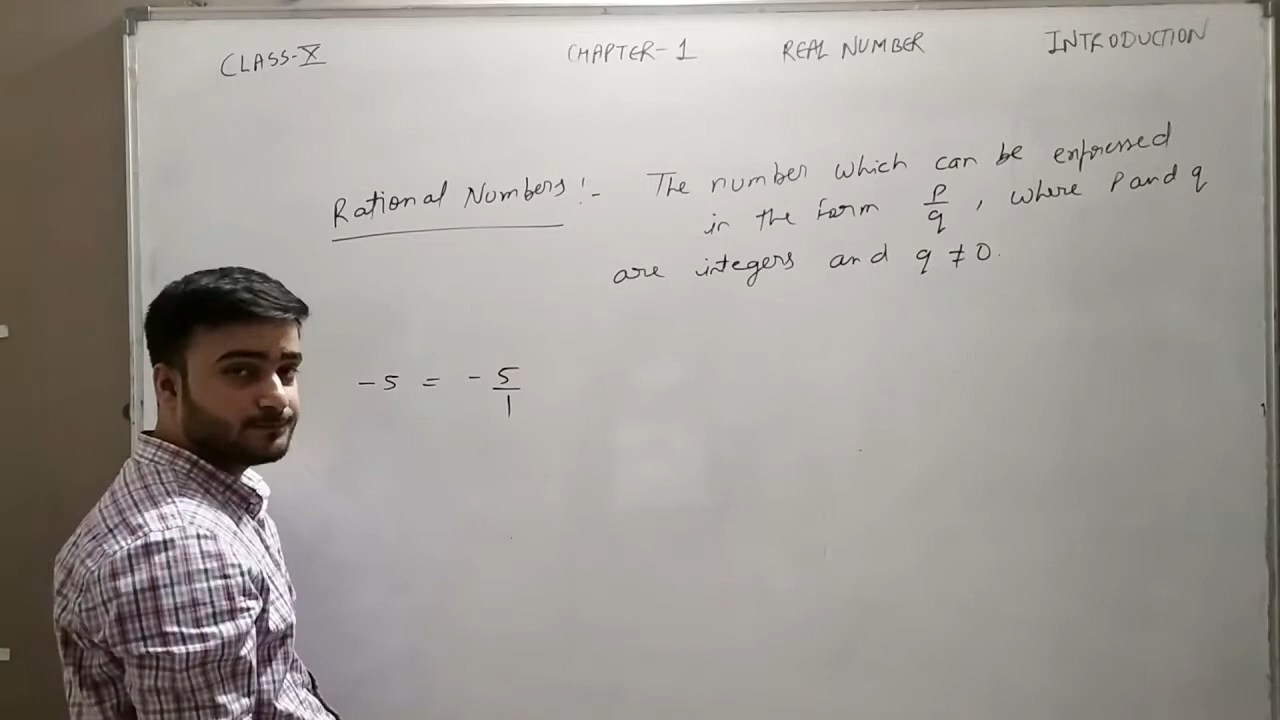 CLASS-X CHAPTER-1 REAL NUMBER INTRODUCTION
Rational Numbers:- The number which can be expressed
in the form p/q, where p and q
are integers and q ≠ 0.
-5 = -5/1